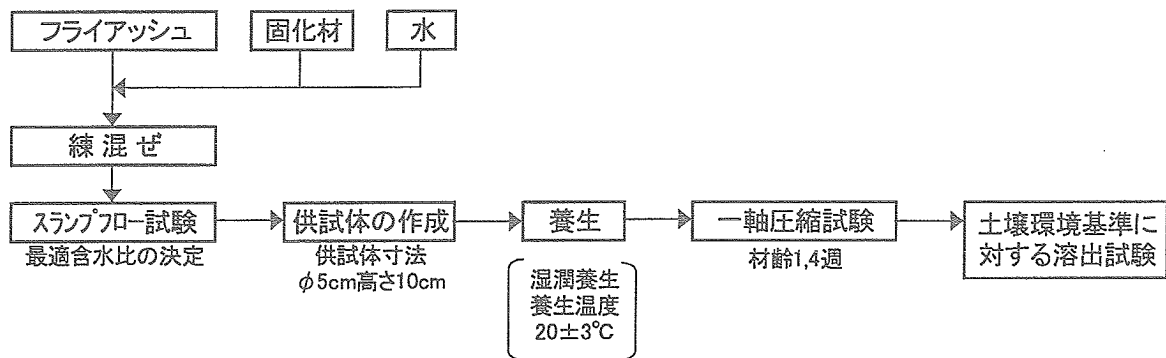 フライアッシュ
固化材
水
練混ぜ
スランプフロー試験
最適含水比の決定
供試体の作成
供試体寸法
φ5cm高さ10cm
養生
湿潤養生
養生温度
20±3℃
一軸圧縮試験
材齢1,4週
土壌環境基準に
対する溶出試験